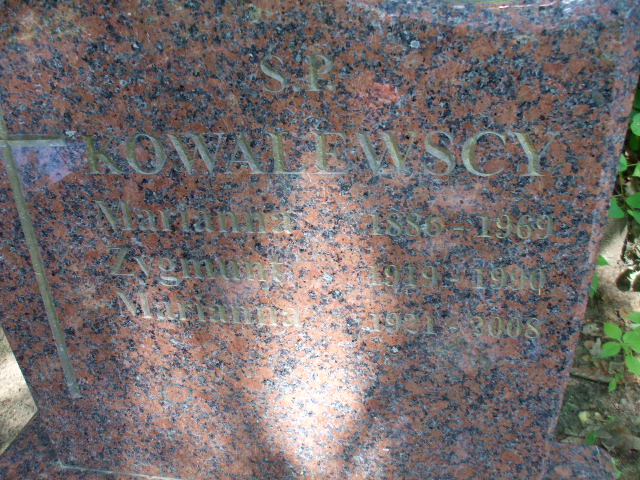 Ś.P.
KOWALEWSCY
Marianna 1886 - 1969
Zygmunt 1919 - 1990
Marianna 1921 - 2008